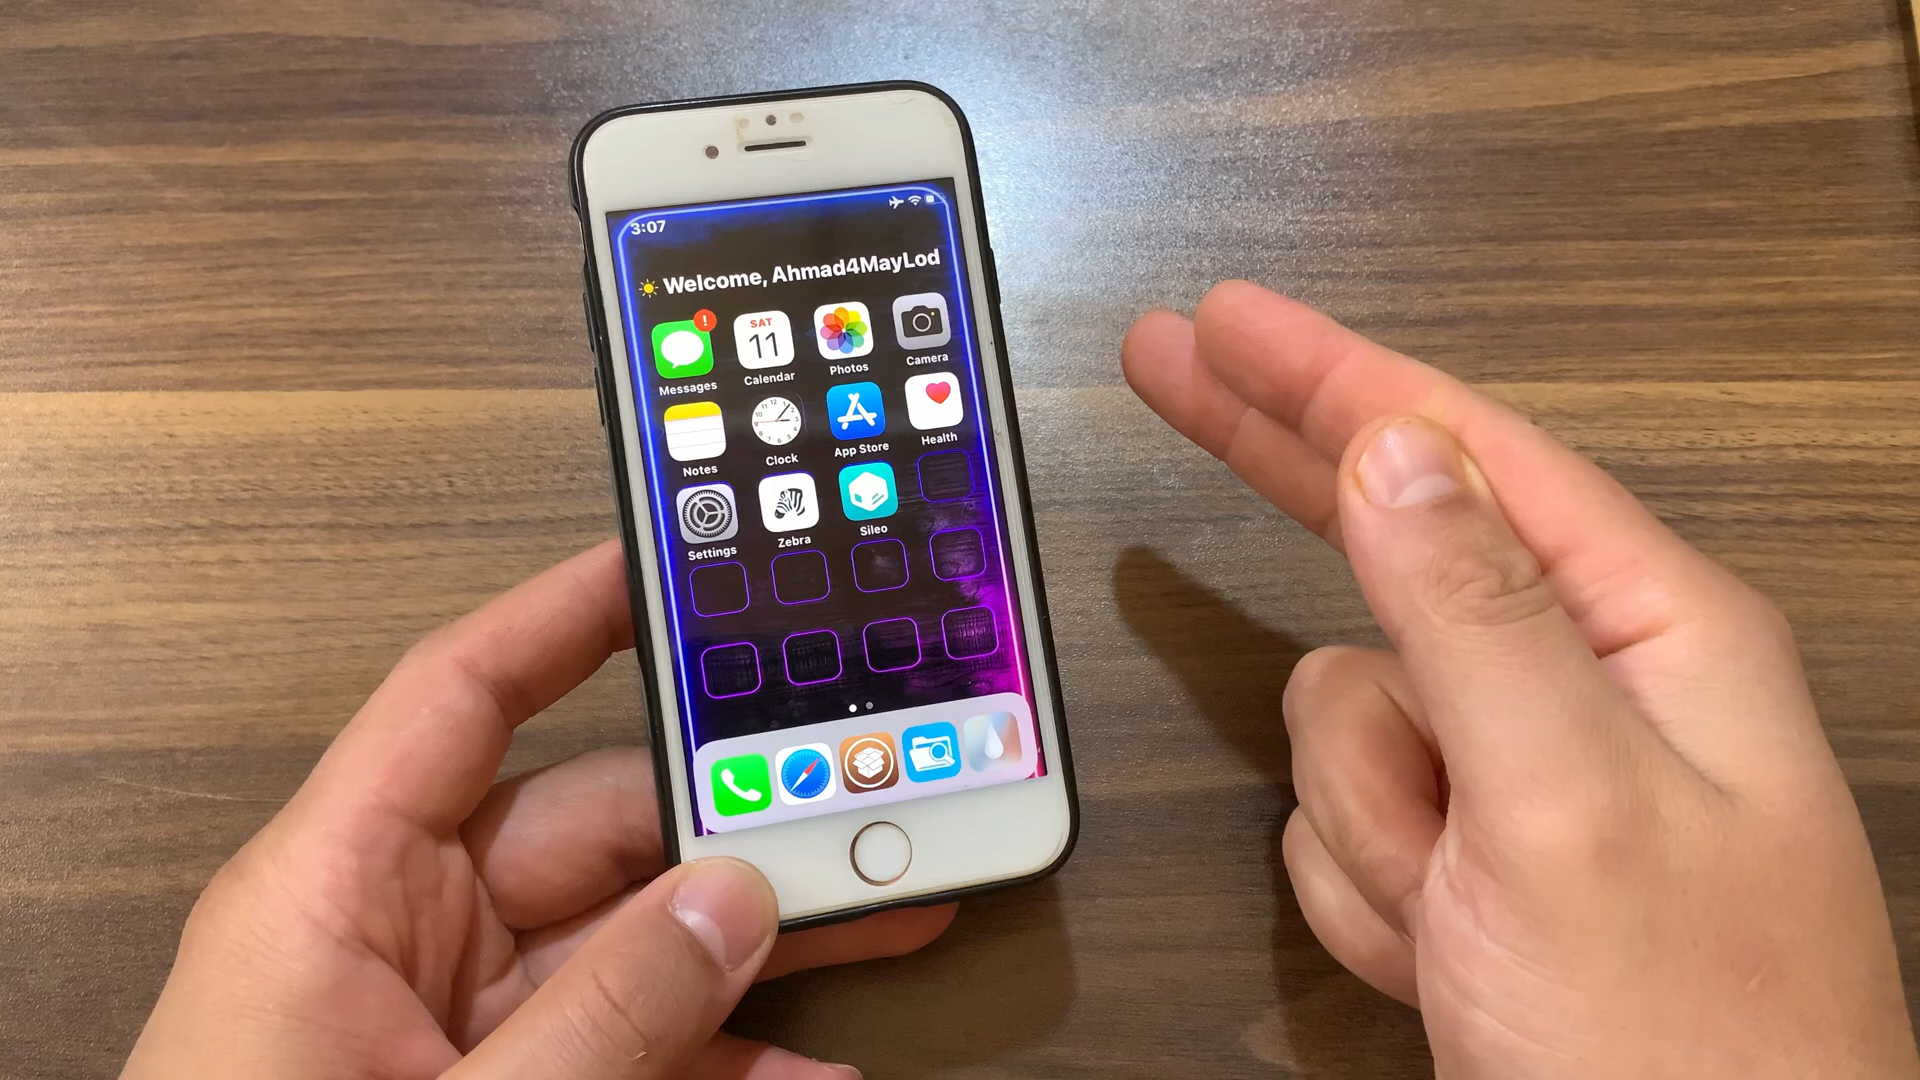 3:07
Welcome, Ahmad4MayLod
!
SAT
11
Messages
Calendar
Photos
Camera
Notes
Clock
App Store
Health
Settings
Zebra
Sileo